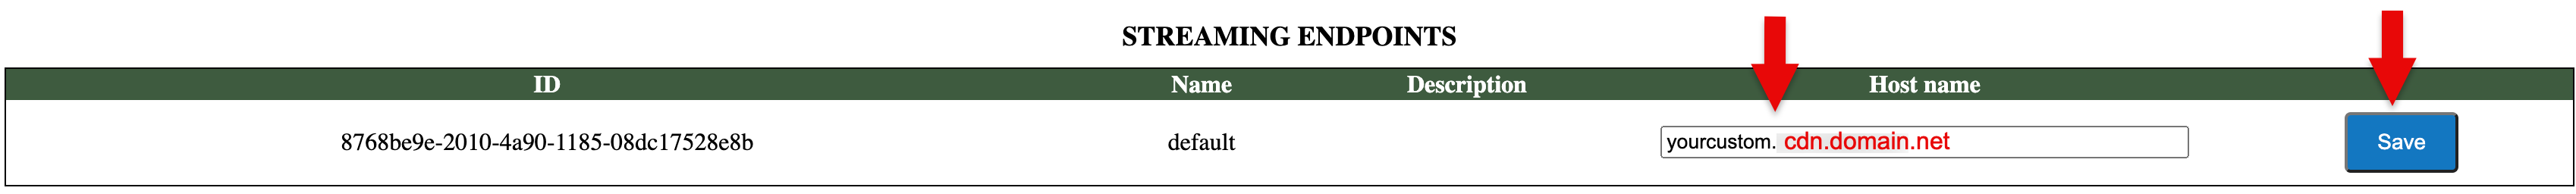 STREAMING ENDPOINTS
ID Name Description Host name
8768be9e-2010-4a90-1185-08dc17528e8b default yourcustom. cdn.domain.net Save